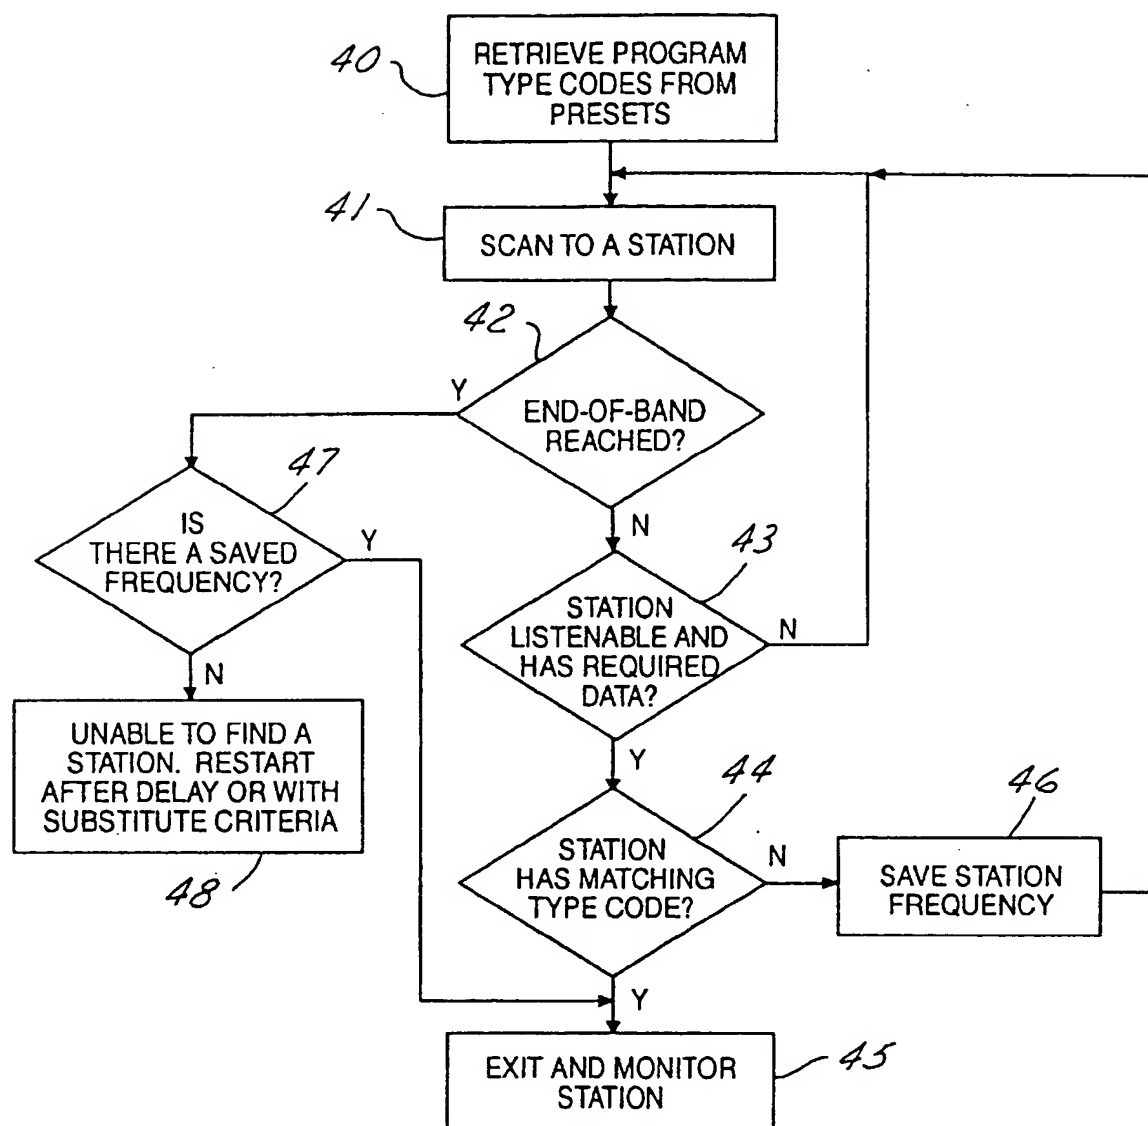 40
RETRIEVE PROGRAM
TYPE CODES FROM
PRESETS
41
SCAN TO A STATION
42
Y
END-OF-BAND
REACHED?
N
47
IS
THERE A SAVED
FREQUENCY?
Y
N
43
STATION
LISTENABLE AND
HAS REQUIRED
DATA?
N
Y
UNABLE TO FIND A
STATION. RESTART
AFTER DELAY OR WITH
SUBSTITUTE CRITERIA
48
44
STATION
HAS MATCHING
TYPE CODE?
N
Y
46
SAVE STATION
FREQUENCY
EXIT AND MONITOR
STATION
45